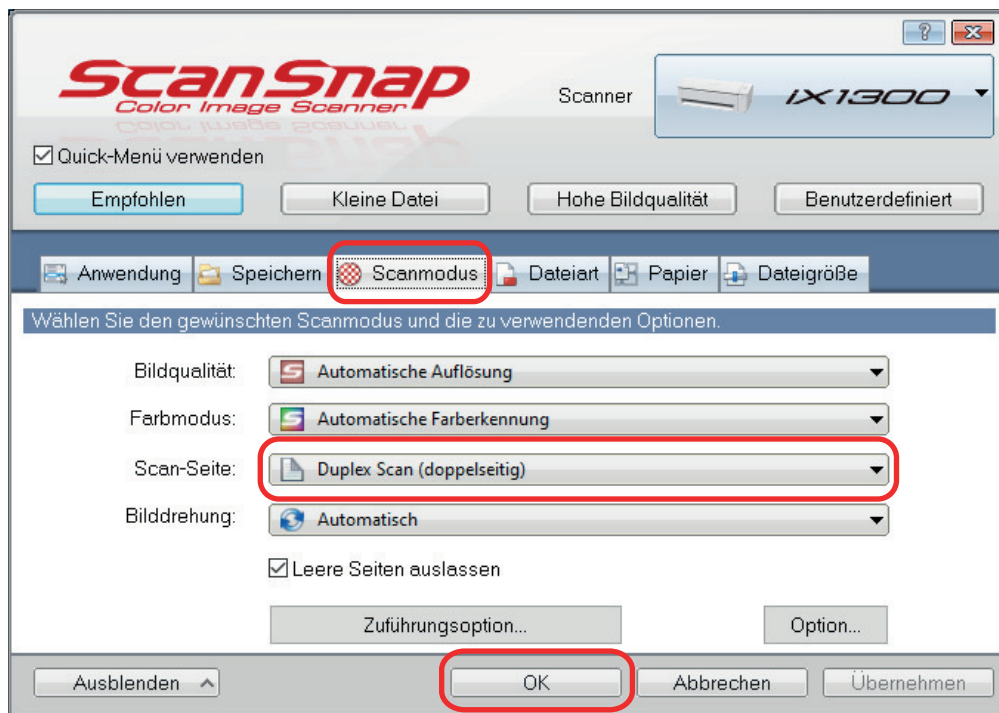 ScanSnap
Color Image Scanner
Scanner
iX1300
Quick-Menü verwenden
Empfohlen
Kleine Datei
Hohe Bildqualität
Benutzerdefiniert
Anwendung
Speichern
Scanmodus
Dateiart
Papier
Dateigröße
Wählen Sie den gewünschten Scanmodus und die zu verwendenden Optionen.
Bildqualität:
Automatische Auflösung
Farbmodus:
Automatische Farberkennung
Scan-Seite:
Duplex Scan (doppelseitig)
Bilddrehung:
Automatisch
Leere Seiten auslassen
Zuführungsoption...
Option...
Ausblenden
OK
Abbrechen
Übernehmen